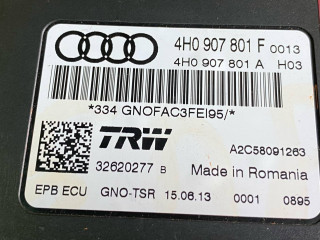 4H0 907 801 F 0013
4H0 907 801 A H03
*334 GNOFAC3FEI95/*
TRW
A2C58091263
32620277 B Made in Romania
EPB ECU GNO-TSR 15.06.13 0001 0895